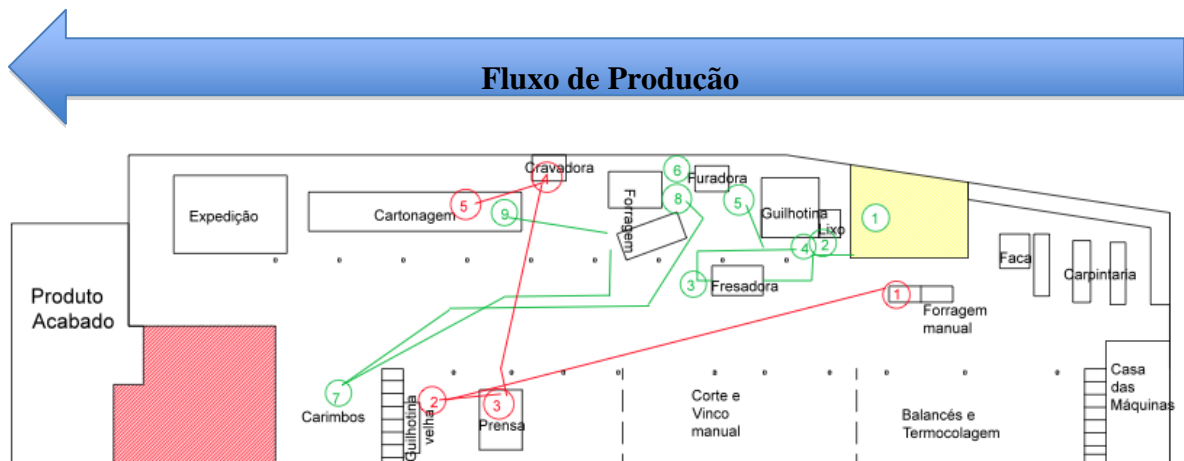 Fluxo de Produção
Cravadora
4
6
Furadora
8
5
Expedição
Cartonagem
5
9
Forragem
Guilhotina
Lixo
4
2
1
3
Fresadora
Faca
Carpintaria
1
Forragem
manual
Produto
Acabado
7
Carimbos
Guilhotina
velha
2
3
Prensa
Corte e
Vinco
manual
Balancés e
Termocolagem
Casa
das
Máquinas